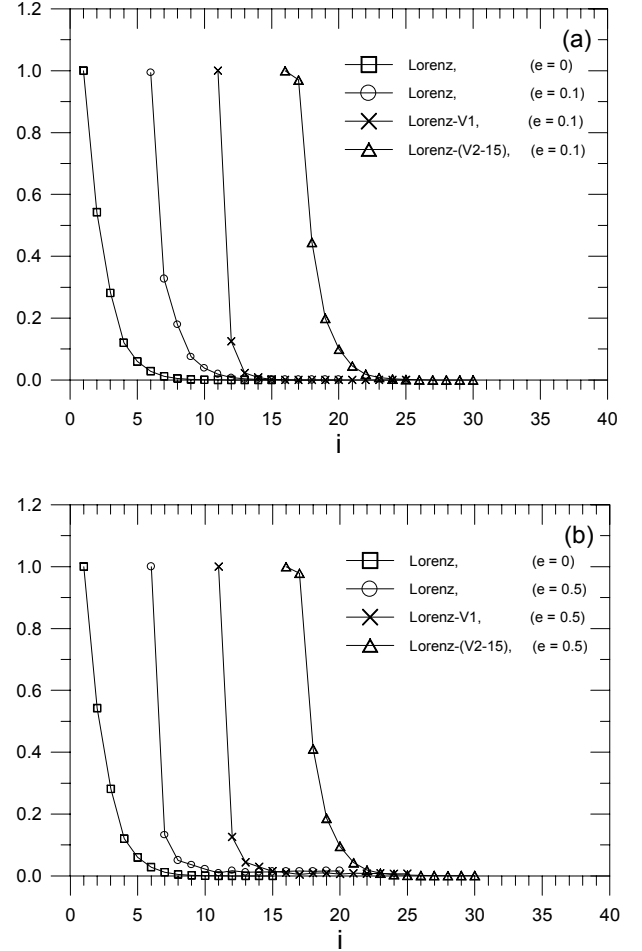 1.2
1.0
0.8
0.6
0.4
0.2
0.0
(a)
Lorenz, (e = 0)
Lorenz, (e = 0.1)
Lorenz-V1, (e = 0.1)
Lorenz-(V2-15), (e = 0.1)
0 5 10 15 20 25 30 35 40
i
1.2
1.0
0.8
0.6
0.4
0.2
0.0
(b)
Lorenz, (e = 0)
Lorenz, (e = 0.5)
Lorenz-V1, (e = 0.5)
Lorenz-(V2-15), (e = 0.5)
0 5 10 15 20 25 30 35 40
i